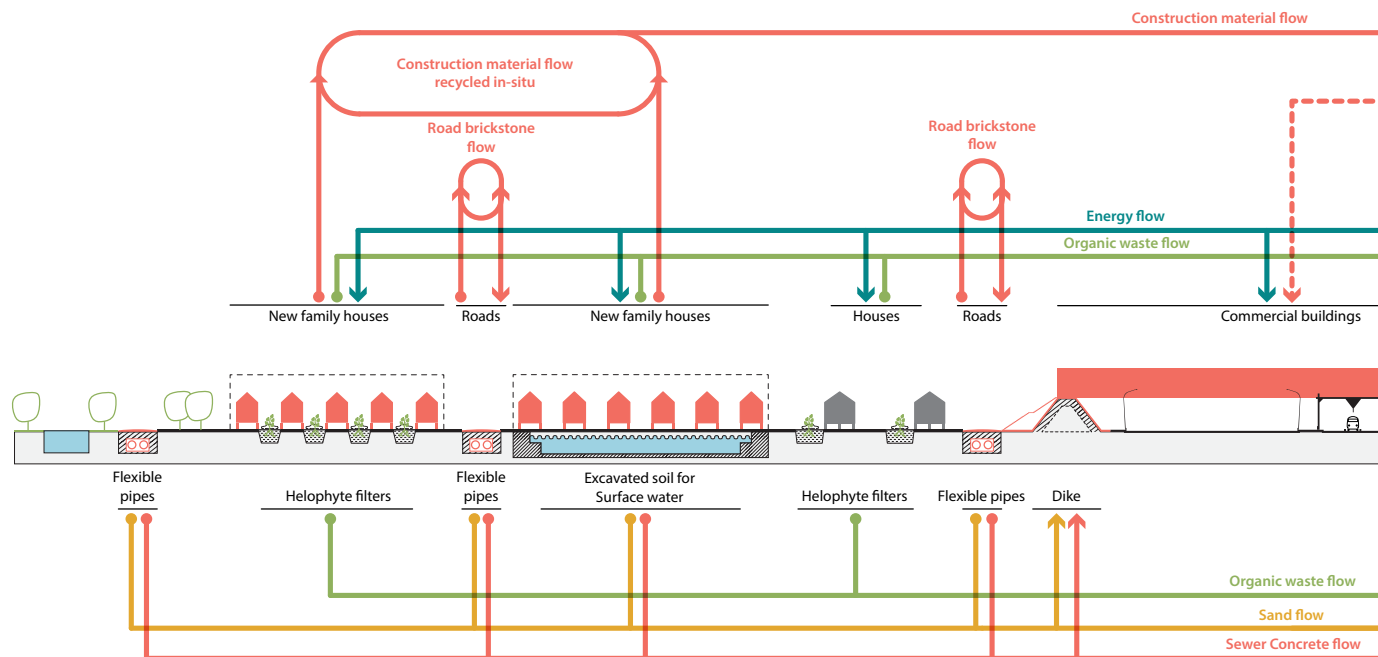 Construction material flow
Construction material flow
recycled in-situ
Road brickstone
flow
Road brickstone
flow
Energy flow
Organic waste flow
New family houses
Roads
New family houses
Houses
Roads
Commercial buildings
Flexible
pipes
Helophyte filters
Flexible
pipes
Excavated soil for
Surface water
Helophyte filters
Flexible pipes
Dike
Organic waste flow
Sand flow
Sewer Concrete flow